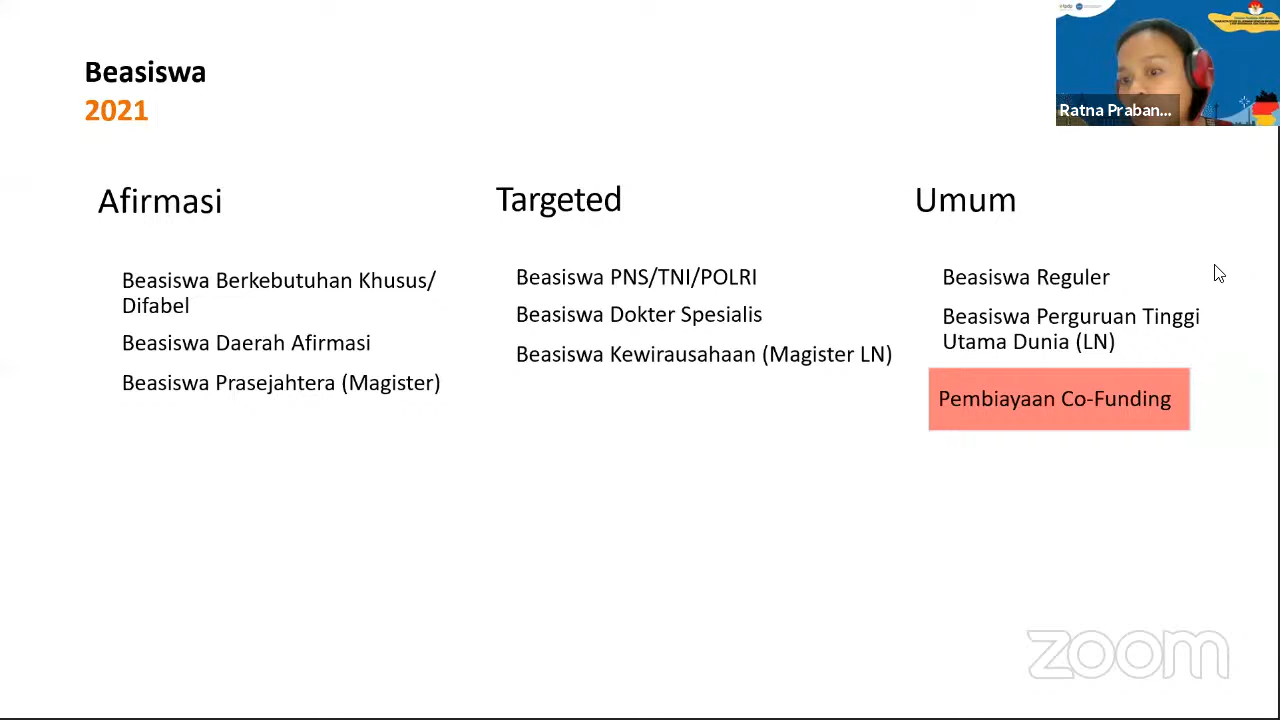 Beasiswa
2021
Ratna Praban...
Afirmasi
Beasiswa Berkebutuhan Khusus/
Difabel
Beasiswa Daerah Afirmasi
Beasiswa Prasejahtera (Magister)
Targeted
Beasiswa PNS/TNI/POLRI
Beasiswa Dokter Spesialis
Beasiswa Kewirausahaan (Magister LN)
Umum
Beasiswa Reguler
Beasiswa Perguruan Tinggi
Utama Dunia (LN)
Pembiayaan Co-Funding
zoom